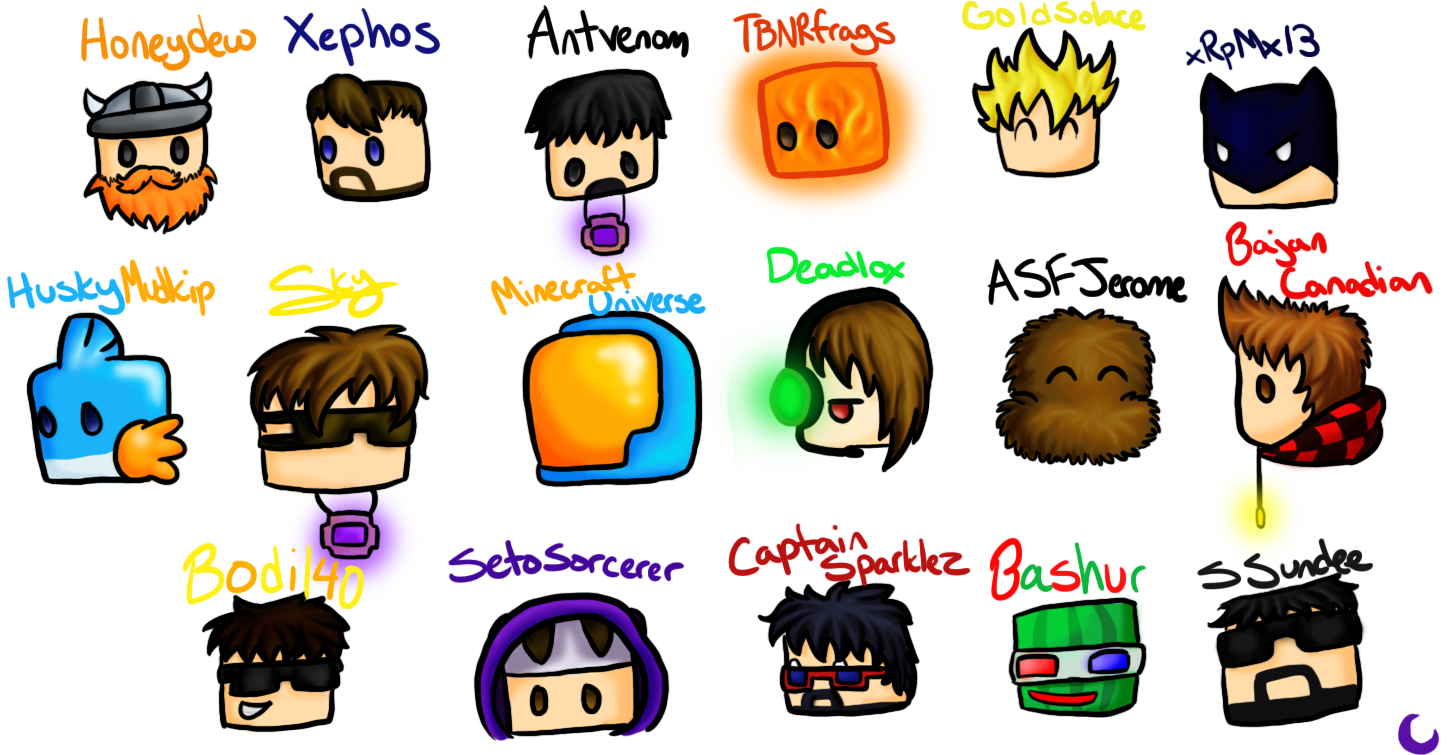 Honeydew
Xephos
Antvenom
TBNRfrags
GoldSolace
xRpMx13
HuskyMudkip
Sky
Minecraft
Universe
Deadlox
ASFJerome
Bajan
Canadian
Bodil40
SetoSorcerer
Captain
Sparklez
Bashur
SSundee